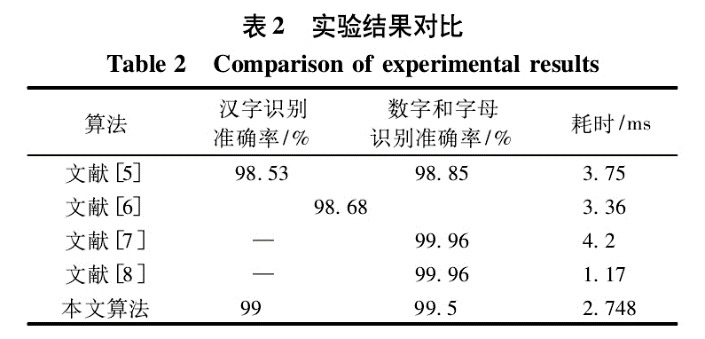 表2 实验结果对比
Table 2 Comparison of experimental results
算法 汉字识别准确率/% 数字和字母识别准确率/% 耗时/ms
文献[5] 98.53 98.85 3.75
文献[6] 98.68 3.36
文献[7] — 99.96 4.2
文献[8] — 99.96 1.17
本文算法 99 99.5 2.748